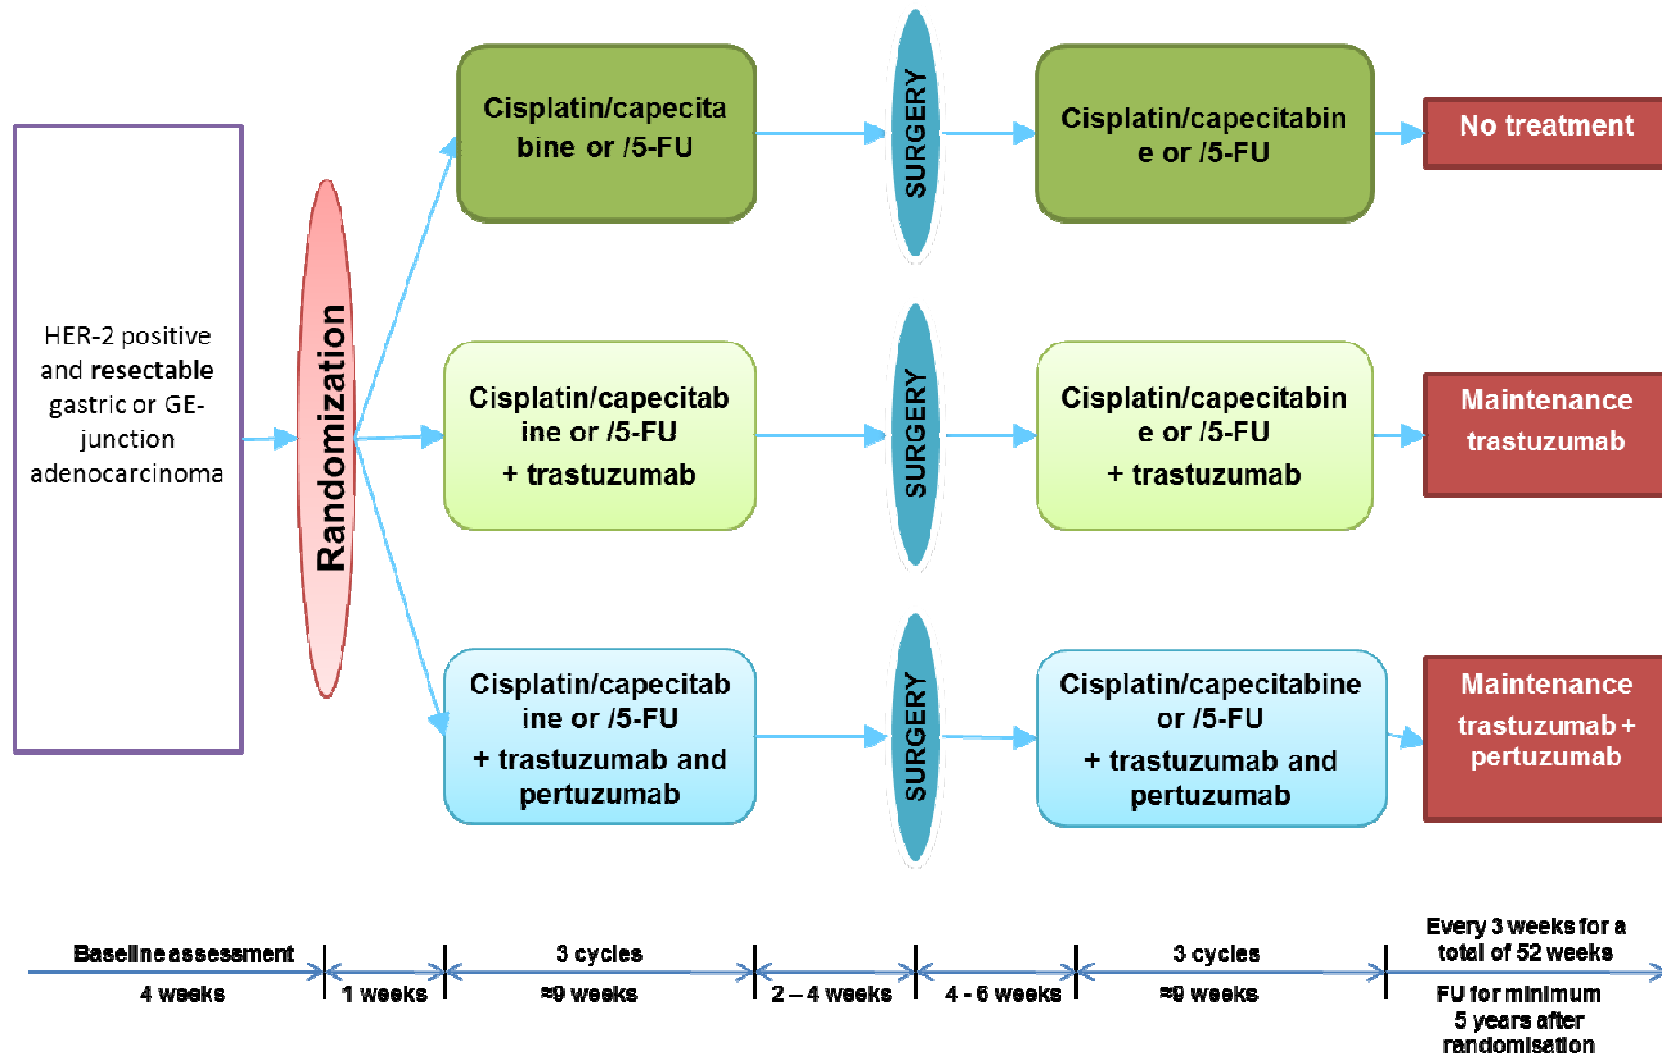 HER-2 positive
and resectable
gastric or GE-
junction
adenocarcinoma
Randomization
Cisplatin/capecita
bine or /5-FU
SURGERY
Cisplatin/capecitabin
e or /5-FU
No treatment
Cisplatin/capecitab
ine or /5-FU
+ trastuzumab
SURGERY
Cisplatin/capecitabin
e or /5-FU
+ trastuzumab
Maintenance
trastuzumab
Cisplatin/capecitab
ine or /5-FU
+ trastuzumab and
pertuzumab
SURGERY
Cisplatin/capecitabine
or /5-FU
+ trastuzumab and
pertuzumab
Maintenance
trastuzumab +
pertuzumab
Baseline assessment
4 weeks
1 weeks
3 cycles
≈9 weeks
2 – 4 weeks
4 - 6 weeks
3 cycles
≈9 weeks
Every 3 weeks for a
total of 52 weeks
FU for minimum
5 years after
randomisation